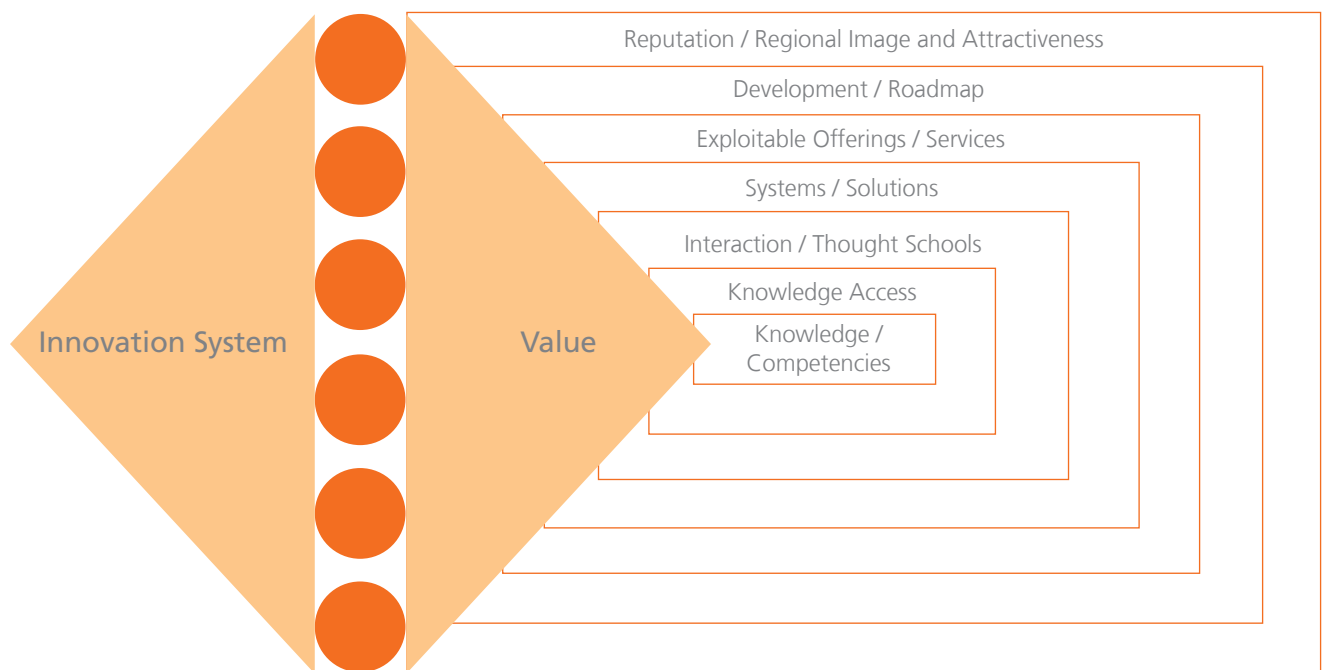 Reputation / Regional Image and Attractiveness
Development / Roadmap
Exploitable Offerings / Services
Systems / Solutions
Interaction / Thought Schools
Knowledge Access
Knowledge /
Competencies
Innovation System
Value